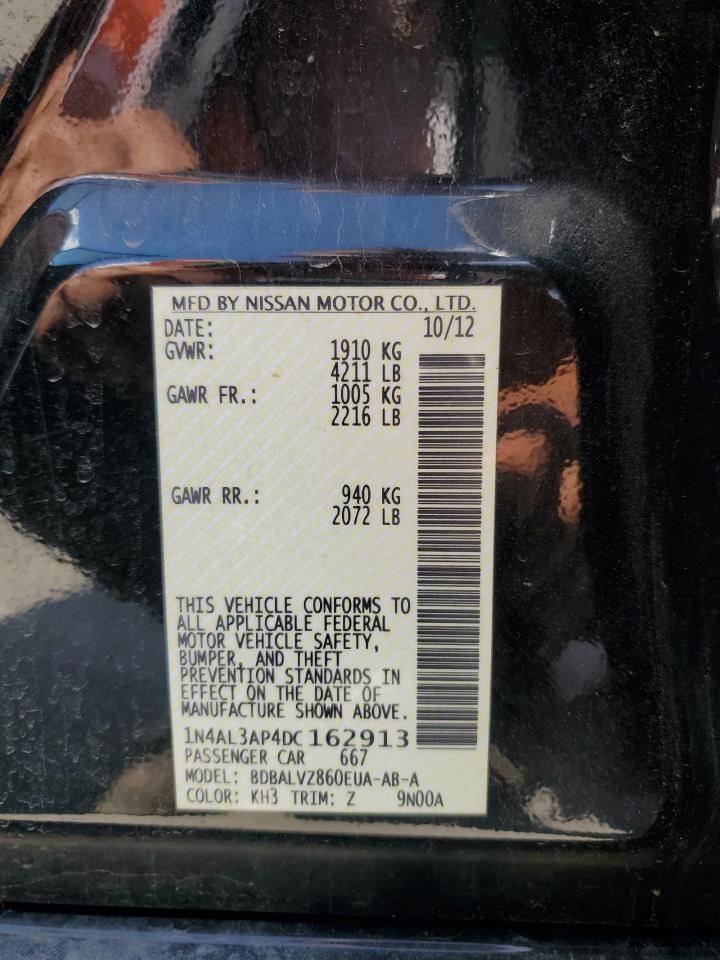 MFD BY NISSAN MOTOR CO., LTD.
DATE: 10/12
GVWR: 1910 KG
4211 LB
GAWR FR.: 1005 KG
2216 LB
GAWR RR.: 940 KG
2072 LB
THIS VEHICLE CONFORMS TO
ALL APPLICABLE FEDERAL
MOTOR VEHICLE SAFETY,
BUMPER, AND THEFT
PREVENTION STANDARDS IN
EFFECT ON THE DATE OF
MANUFACTURE SHOWN ABOVE.
1N4AL3AP4DC162913
PASSENGER CAR 667
MODEL: BDBALVZ860EUA-AB-A
COLOR: KH3 TRIM: Z 9N00A